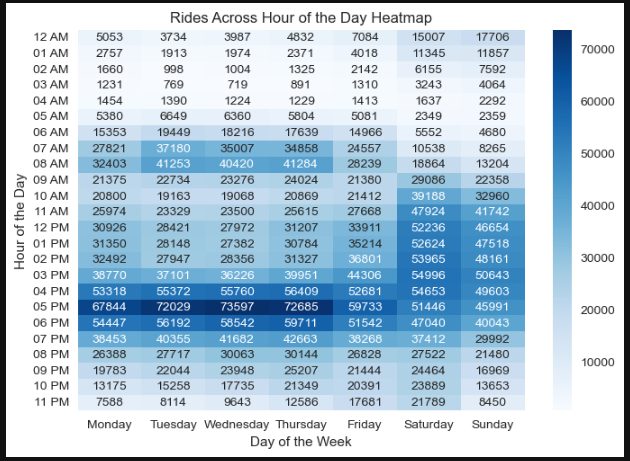 Rides Across Hour of the Day Heatmap
12 AM 5053 3734 3987 4832 7084 15007 17706
01 AM 2757 1913 1974 2371 4018 11345 11857
02 AM 1660 998 1004 1325 2142 6155 7592
03 AM 1231 769 719 891 1310 3243 4064
04 AM 1454 1390 1224 1229 1413 1637 2292
05 AM 5380 6649 6360 5804 5081 2349 2359
06 AM 15353 19449 18216 17639 14966 5552 4680
07 AM 27821 37180 35007 34858 24557 10538 8265
08 AM 32403 41253 40420 41284 28239 18864 13204
09 AM 21375 22734 23276 24024 21380 29086 22358
10 AM 20800 19163 19068 20869 21412 39188 32960
11 AM 25974 23329 23500 25615 27668 47924 41742
12 PM 30926 28421 27972 31207 33911 52236 46654
01 PM 31350 28148 27382 30784 35214 52624 47518
02 PM 32492 27947 28356 31327 36801 53965 48161
03 PM 38770 37101 36226 39951 44306 54996 50643
04 PM 53318 55372 55760 56409 52681 54653 49603
05 PM 67844 72029 73597 72685 59733 51446 45991
06 PM 54447 56192 58542 59711 51542 47040 40043
07 PM 38453 40355 41682 42663 38268 37412 29992
08 PM 26388 27717 30063 30144 26828 27522 21480
09 PM 19783 22044 23948 25207 21444 24464 16969
10 PM 13175 15258 17735 21349 20391 23889 13653
11 PM 7588 8114 9643 12586 17681 21789 8450
Monday Tuesday Wednesday Thursday Friday Saturday Sunday
Day of the Week
Hour of the Day
70000
60000
50000
40000
30000
20000
10000